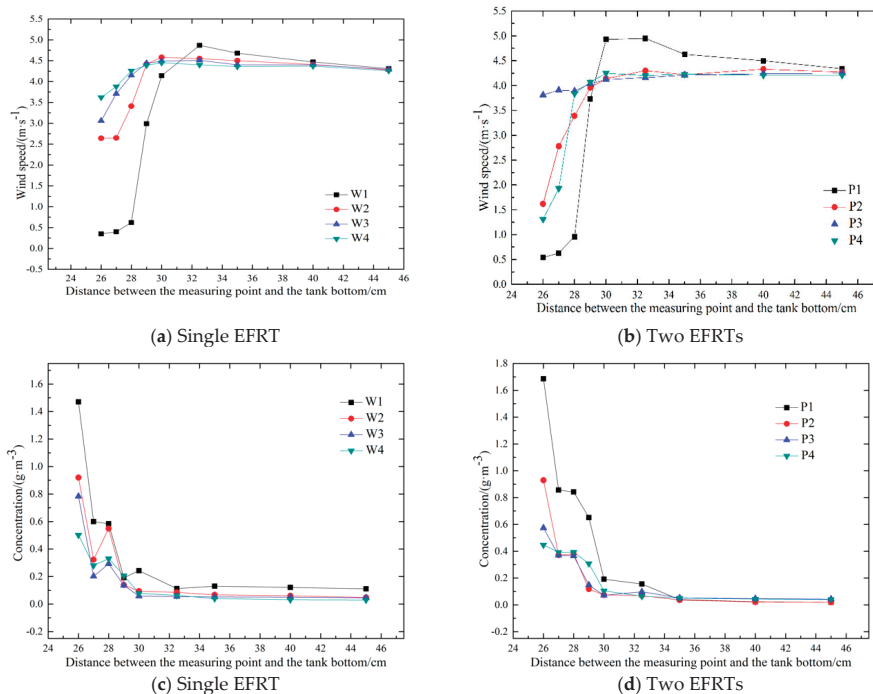 5.5
5.0
4.5
4.0
3.5
3.0
2.5
2.0
1.5
1.0
0.5
0.0
-0.5
Wind speed/(m·s⁻¹)
W1
W2
W3
W4
24 26 28 30 32 34 36 38 40 42 44 46
Distance between the measuring point and the tank bottom/cm
(a) Single EFRT
5.5
5.0
4.5
4.0
3.5
3.0
2.5
2.0
1.5
1.0
0.5
0.0
Wind speed/(m·s⁻¹)
P1
P2
P3
P4
24 26 28 30 32 34 36 38 40 42 44 46
Distance between the measuring point and the tank bottom/cm
(b) Two EFRTs
1.6
1.4
1.2
1.0
0.8
0.6
0.4
0.2
0.0
-0.2
Concentration/(g·m⁻³)
W1
W2
W3
W4
24 26 28 30 32 34 36 38 40 42 44 46
Distance between the measuring point and the tank bottom/cm
(c) Single EFRT
1.8
1.6
1.4
1.2
1.0
0.8
0.6
0.4
0.2
0.0
-0.2
Concentration/(g·m⁻³)
P1
P2
P3
P4
24 26 28 30 32 34 36 38 40 42 44 46
Distance between the measuring point and the tank bottom/cm
(d) Two EFRTs